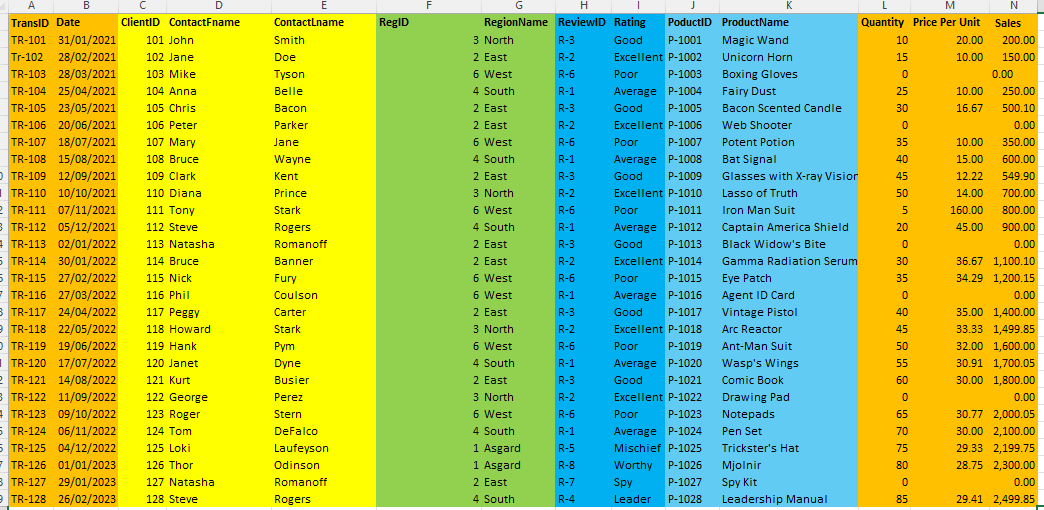 A B C D E F G H I J K L M N
TransID Date ClientID ContactFname ContactLname RegID RegionName ReviewID Rating PoductID ProductName Quantity Price Per Unit Sales
TR-101 31/01/2021 101 John Smith 3 North R-3 Good P-1001 Magic Wand 10 20.00 200.00
Tr-102 28/02/2021 102 Jane Doe 2 East R-2 Excellent P-1002 Unicorn Horn 15 10.00 150.00
TR-103 28/03/2021 103 Mike Tyson 6 West R-6 Poor P-1003 Boxing Gloves 0 0.00
TR-104 25/04/2021 104 Anna Belle 4 South R-1 Average P-1004 Fairy Dust 25 10.00 250.00
TR-105 23/05/2021 105 Chris Bacon 2 East R-3 Good P-1005 Bacon Scented Candle 30 16.67 500.10
TR-106 20/06/2021 106 Peter Parker 2 East R-2 Excellent P-1006 Web Shooter 0 0.00
TR-107 18/07/2021 107 Mary Jane 6 West R-6 Poor P-1007 Potent Potion 35 10.00 350.00
TR-108 15/08/2021 108 Bruce Wayne 4 South R-1 Average P-1008 Bat Signal 40 15.00 600.00
TR-109 12/09/2021 109 Clark Kent 2 East R-3 Good P-1009 Glasses with X-ray Vision 45 12.22 549.90
TR-110 10/10/2021 110 Diana Prince 3 North R-2 Excellent P-1010 Lasso of Truth 50 14.00 700.00
TR-111 07/11/2021 111 Tony Stark 6 West R-6 Poor P-1011 Iron Man Suit 5 160.00 800.00
TR-112 05/12/2021 112 Steve Rogers 4 South R-1 Average P-1012 Captain America Shield 20 45.00 900.00
TR-113 02/01/2022 113 Natasha Romanoff 2 East R-3 Good P-1013 Black Widow's Bite 0 0.00
TR-114 30/01/2022 114 Bruce Banner 2 East R-2 Excellent P-1014 Gamma Radiation Serum 30 36.67 1,100.10
TR-115 27/02/2022 115 Nick Fury 6 West R-6 Poor P-1015 Eye Patch 35 34.29 1,200.15
TR-116 27/03/2022 116 Phil Coulson 6 West R-1 Average P-1016 Agent ID Card 0 0.00
TR-117 24/04/2022 117 Peggy Carter 2 East R-3 Good P-1017 Vintage Pistol 40 35.00 1,400.00
TR-118 22/05/2022 118 Howard Stark 3 North R-2 Excellent P-1018 Arc Reactor 45 33.33 1,499.85
TR-119 19/06/2022 119 Hank Pym 6 West R-6 Poor P-1019 Ant-Man Suit 50 32.00 1,600.00
TR-120 17/07/2022 120 Janet Dyne 4 South R-1 Average P-1020 Wasp's Wings 55 30.91 1,700.05
TR-121 14/08/2022 121 Kurt Busier 2 East R-3 Good P-1021 Comic Book 60 30.00 1,800.00
TR-122 11/09/2022 122 George Perez 3 North R-2 Excellent P-1022 Drawing Pad 0 0.00
TR-123 09/10/2022 123 Roger Stern 6 West R-6 Poor P-1023 Notepads 65 30.77 2,000.05
TR-124 06/11/2022 124 Tom DeFalco 4 South R-1 Average P-1024 Pen Set 70 30.00 2,100.00
TR-125 04/12/2022 125 Loki Laufeyson 1 Asgard R-5 Mischief P-1025 Trickster's Hat 75 29.33 2,199.75
TR-126 01/01/2023 126 Thor Odinson 1 Asgard R-8 Worthy P-1026 Mjolnir 80 28.75 2,300.00
TR-127 29/01/2023 127 Natasha Romanoff 2 East R-7 Spy P-1027 Spy Kit 0 0.00
TR-128 26/02/2023 128 Steve Rogers 4 South R-4 Leader P-1028 Leadership Manual 85 29.41 2,499.85